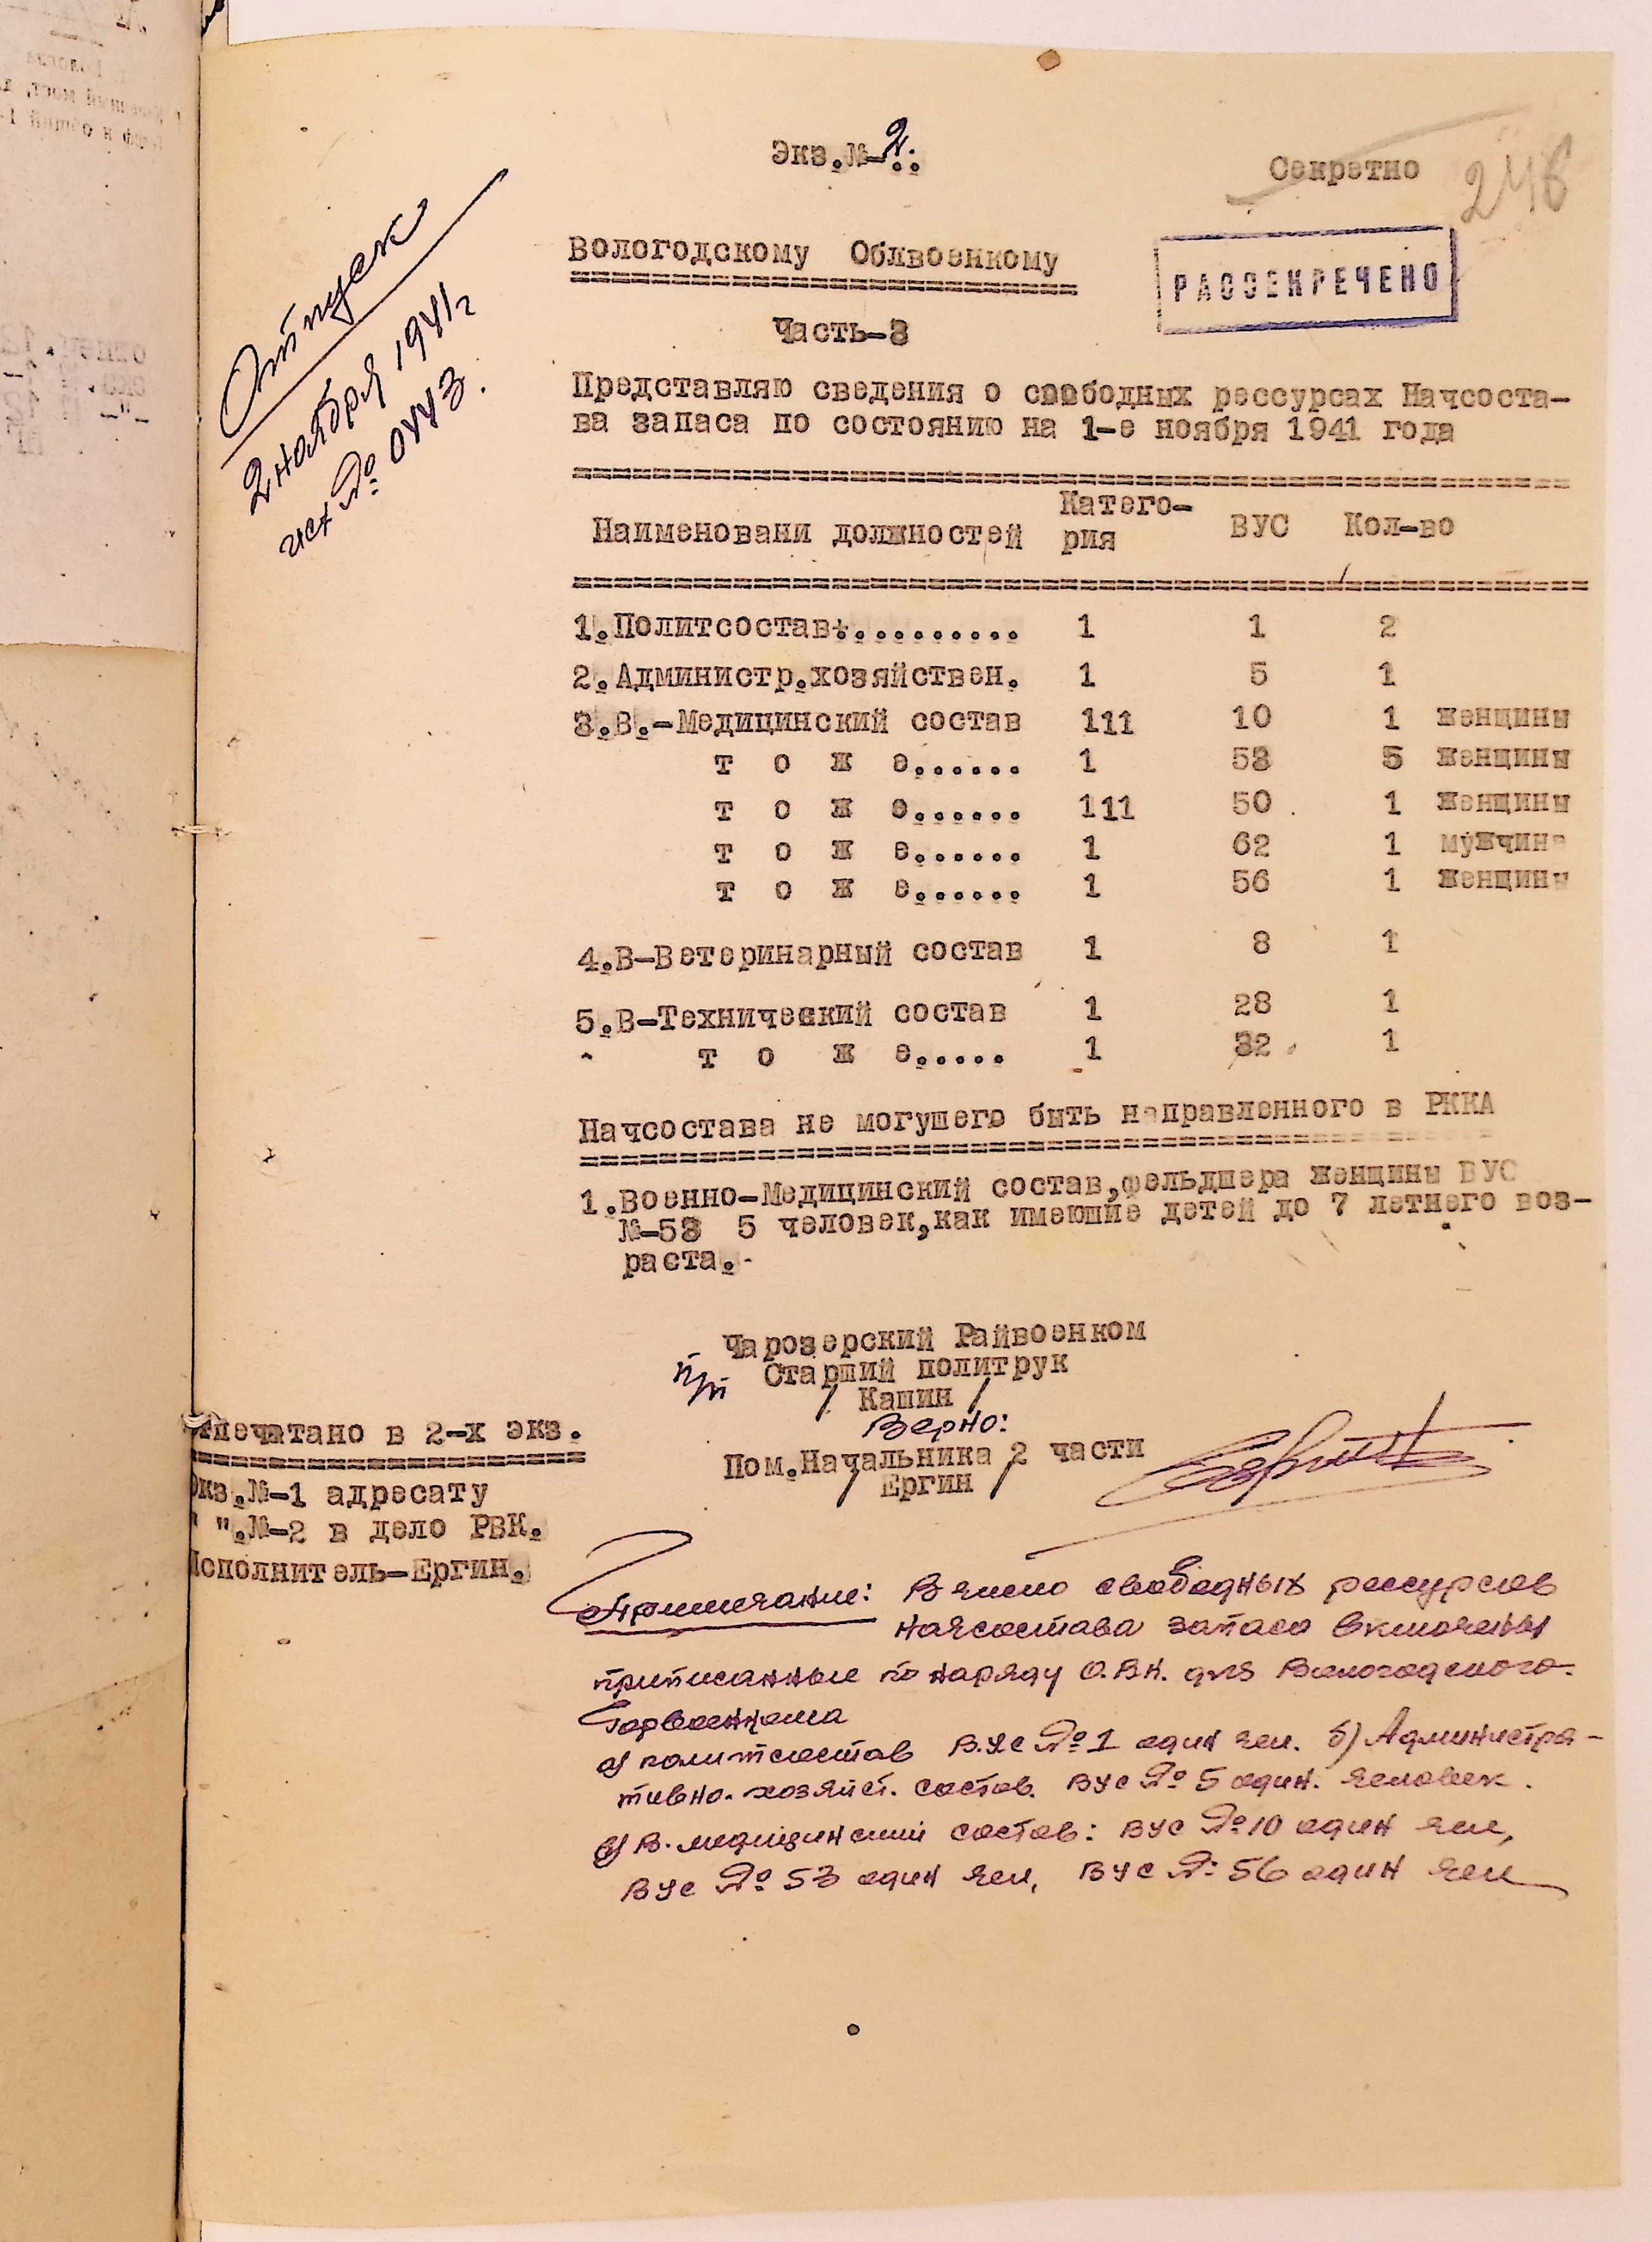 Экз.№-2.
Секретно
246
Отпуск
2 ноября 1941г
исх № 0443.
РАССЕКРЕЧЕНО
Вологодскому Облвоенкому
Часть-3
Представляю сведения о свободных рессурсах Начсоста-
ва запаса по состоянию на 1-е ноября 1941 года
Наименовани должностей Катего-рия ВУС Кол-во
1.Политсостав:.......... 1 1 2
2.Администр.хозяйствен. 1 5 1
3.В.-Медицинский состав 111 10 1 женщины
т о ж е...... 1 53 5 женщины
т о ж е...... 111 50 1 женщины
т о ж е...... 1 62 1 мужчина
т о ж е...... 1 56 1 женщины
4.В-Ветеринарный состав 1 8 1
5.В-Технический состав 1 28 1
т о ж е..... 1 32 1
Начсостава не могушего быть направленного в РККА
1.Военно-Медицинский состав,фельдшера женщины ВУС
№-53 5 человек,как имеюшие детей до 7 летнего воз-
раста.-
Чарозерский Райвоенком
п/п Старший политрук
/ Кашин /
Верно:
Пом.Начальника 2 части
/ Ергин /
Отпечатано в 2-х экз.
Экз.№-1 адресату
" ".№-2 в дело РВК.
Исполнитель-Ергин.
Примечание: В число свободных рессурсов
начсостава запаса включены
приписанные по наряду О.В.К. для Вологодского
Горвоенкома
а) политсостав В.Ус № 1 один чел. б) Администра-
тивно-хозяйст. состав. ВУС № 5 один. человек.
в) В.медицинский состав: ВУС № 10 один чел,
ВУС № 53 один чел, ВУС № 56 один чел